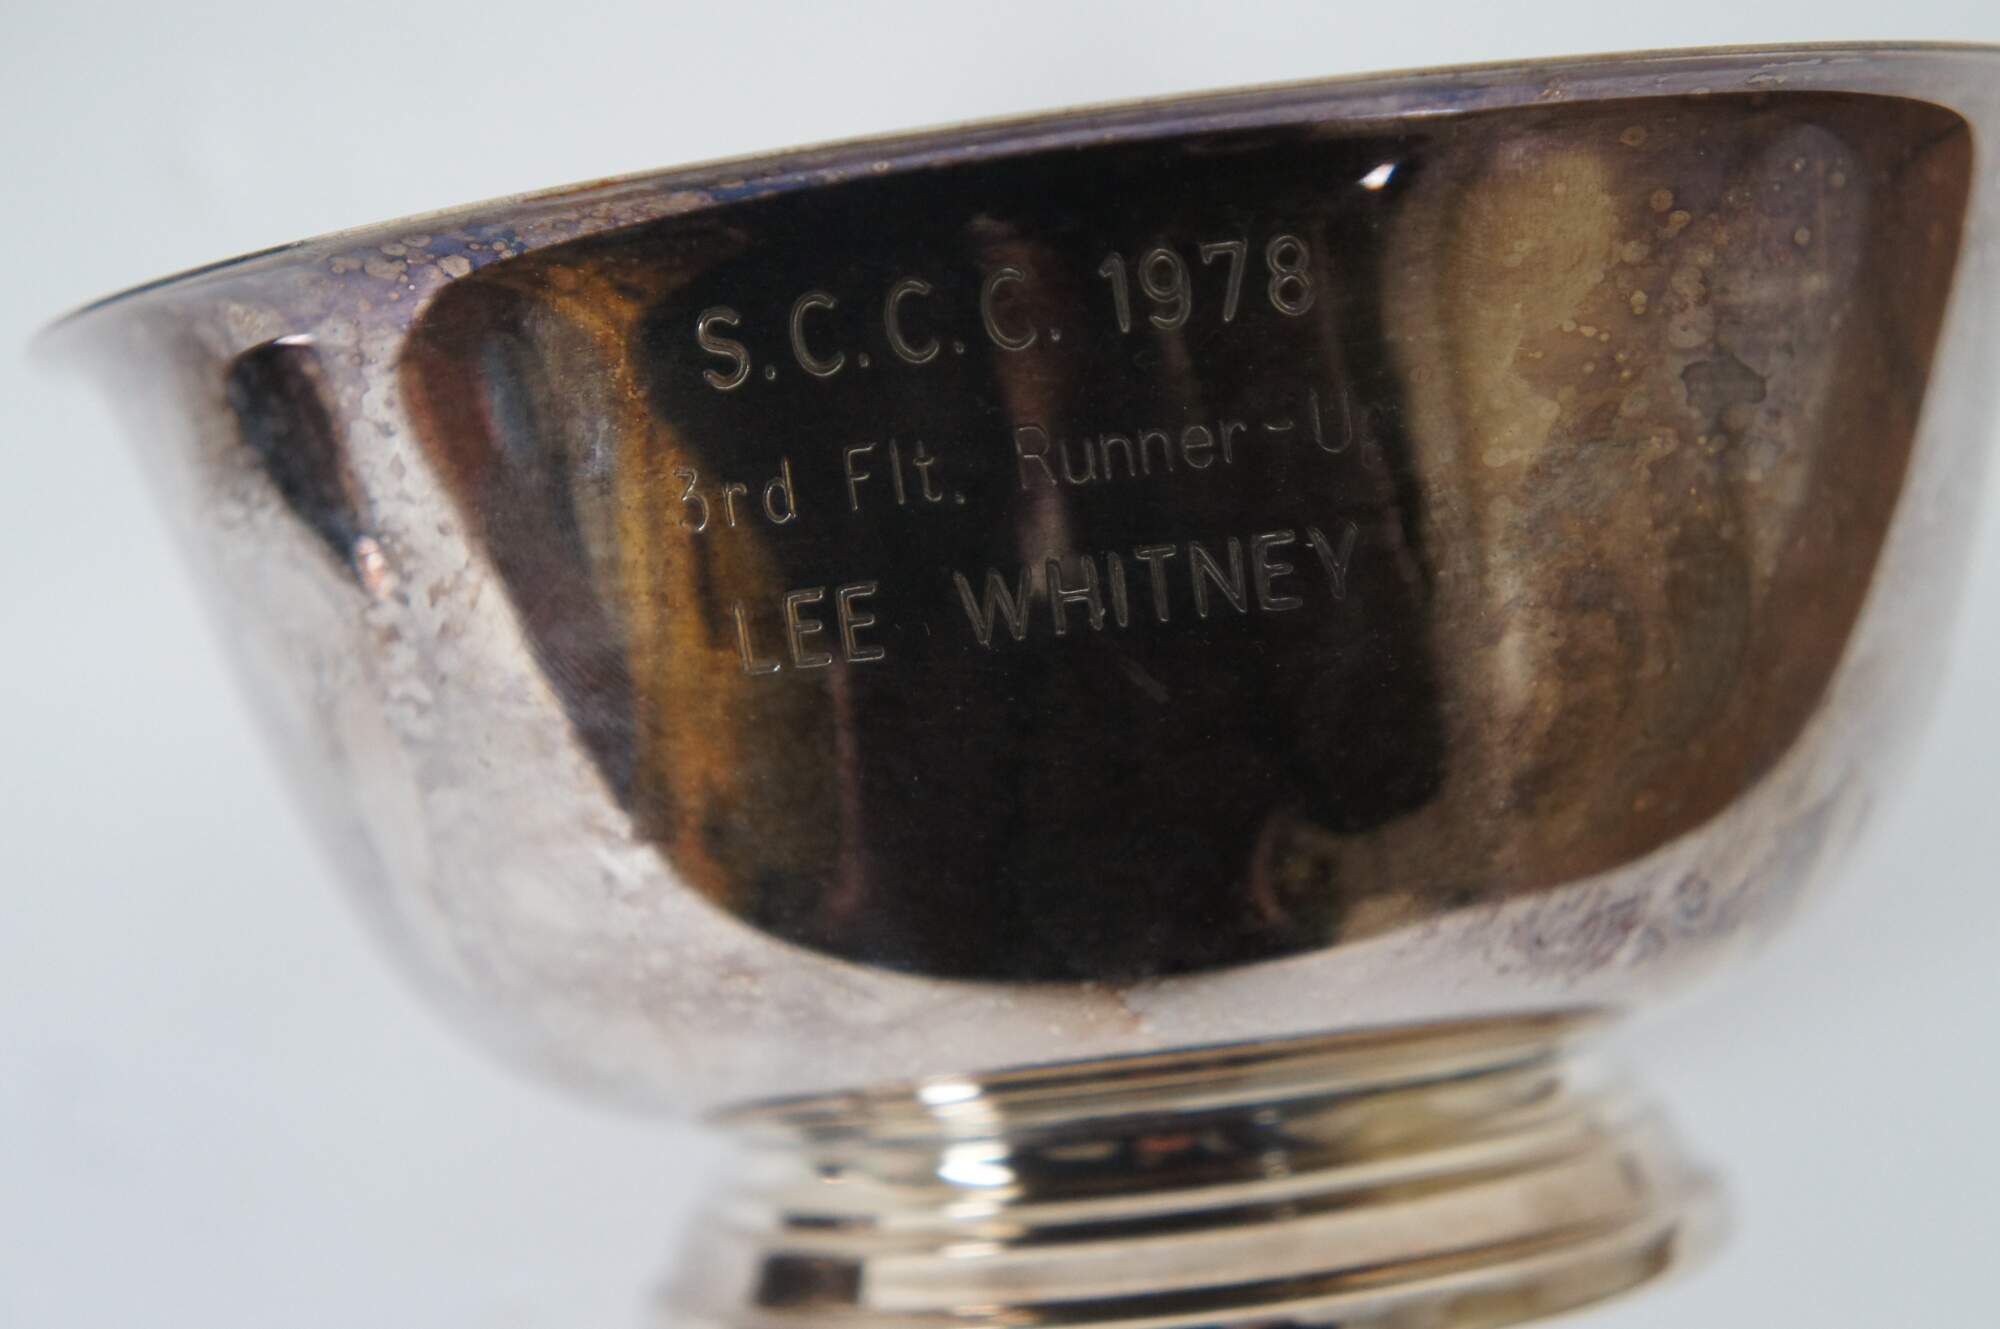 S.C.C.C. 1978
3rd Flt. Runner-Up
LEE WHITNEY